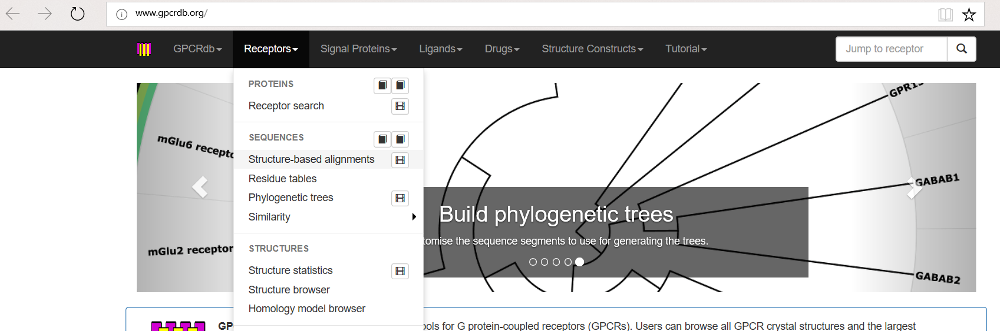 www.gpcrdb.org/
GPCRdb Receptors Signal Proteins Ligands Drugs Structure Constructs Tutorial Jump to receptor
PROTEINS
Receptor search
SEQUENCES
Structure-based alignments
Residue tables
Phylogenetic trees
Similarity
STRUCTURES
Structure statistics
Structure browser
Homology model browser
mGlu6 recepto
mGlu2 receptor
GPR15
GABAB1
GABAB2
Build phylogenetic trees
tomise the sequence segments to use for generating the trees.
GP ools for G protein-coupled receptors (GPCRs). Users can browse all GPCR crystal structures and the largest